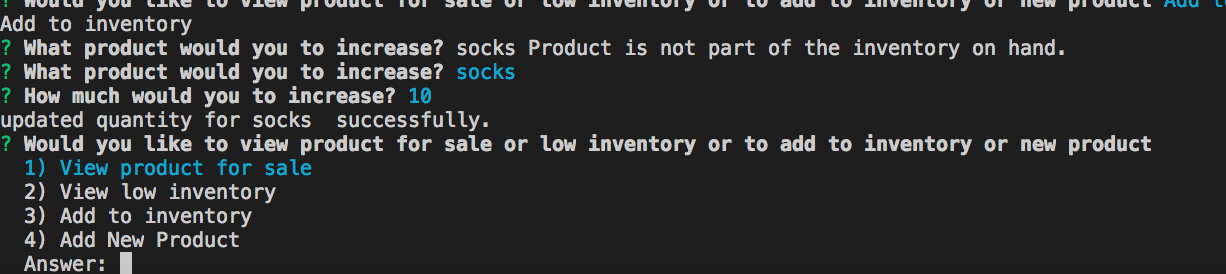 ? Would you like to view product for sale or low inventory or to add to inventory or new product Add
Add to inventory
? What product would you to increase? socks Product is not part of the inventory on hand.
? What product would you to increase? socks
? How much would you to increase? 10
updated quantity for socks  successfully.
? Would you like to view product for sale or low inventory or to add to inventory or new product
1) View product for sale
2) View low inventory
3) Add to inventory
4) Add New Product
Answer: